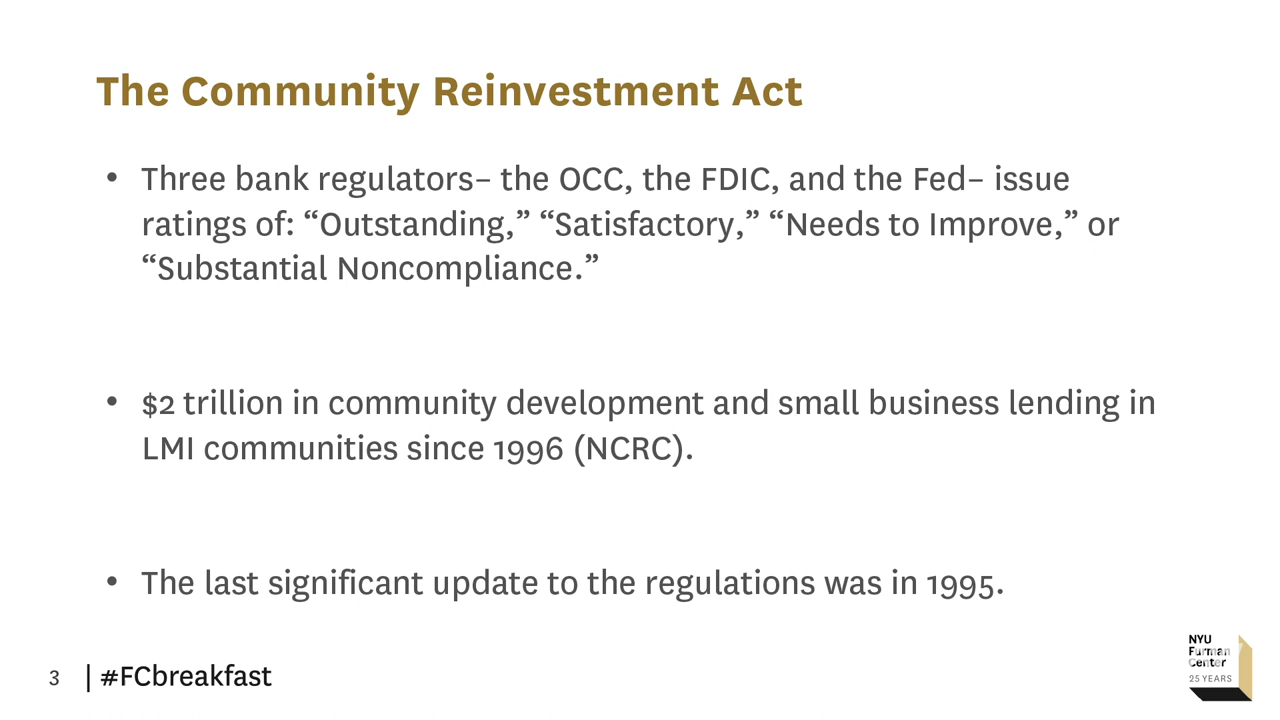 The Community Reinvestment Act
• Three bank regulators– the OCC, the FDIC, and the Fed– issue
ratings of: “Outstanding,” “Satisfactory,” “Needs to Improve,” or
“Substantial Noncompliance.”
• $2 trillion in community development and small business lending in
LMI communities since 1996 (NCRC).
• The last significant update to the regulations was in 1995.
3 | #FCbreakfast
NYU
Furman
Center
25 YEARS